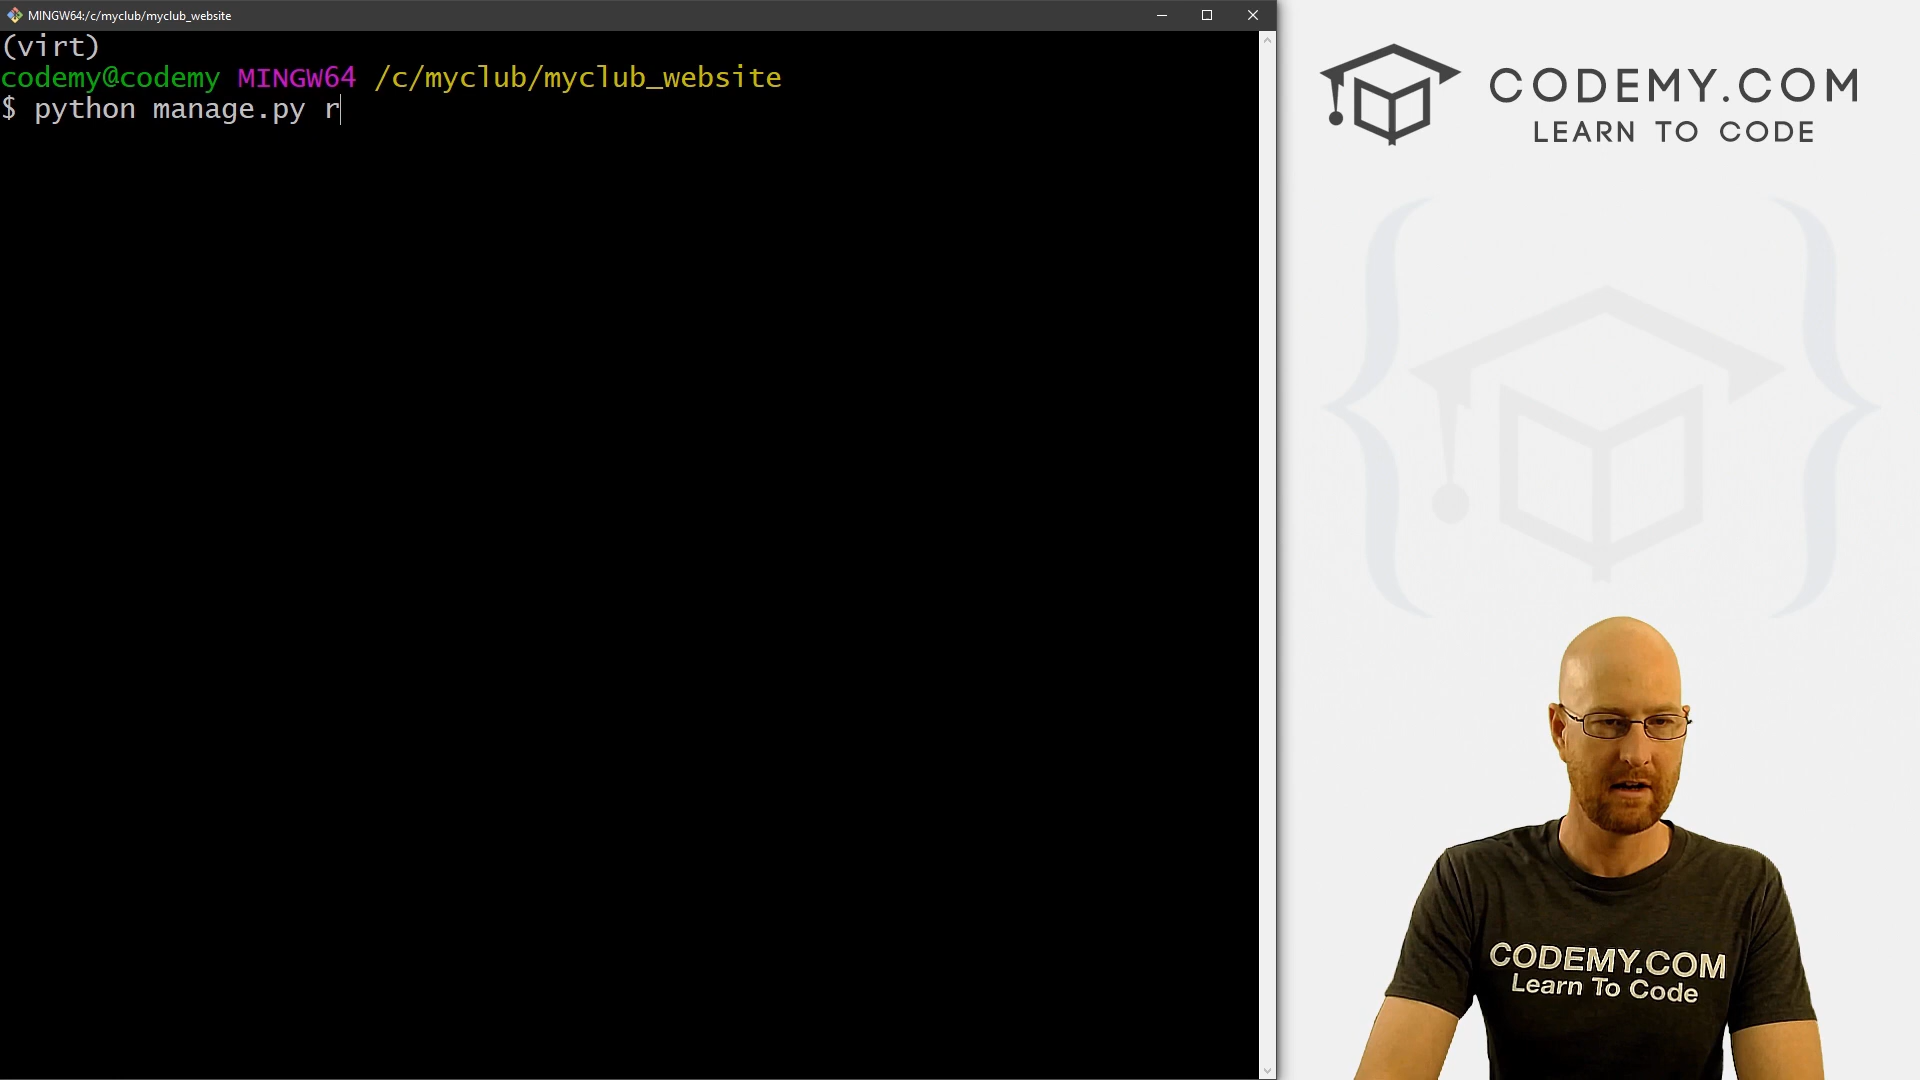 MINGW64:/c/myclub/myclub_website
(virt)
codemy@codemy MINGW64 /c/myclub/myclub_website
$ python manage.py r
CODEMY.COM
LEARN TO CODE
CODEMY.COM
Learn To Code